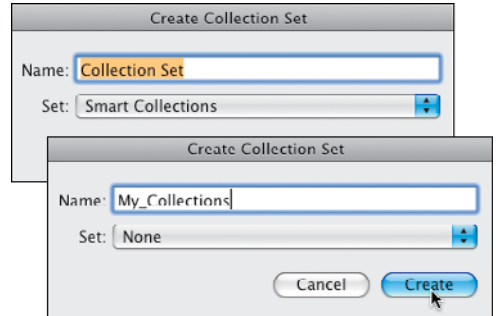 Create Collection Set
Name: Collection Set
Set: Smart Collections
Create Collection Set
Name: My_Collections
Set: None
Cancel Create